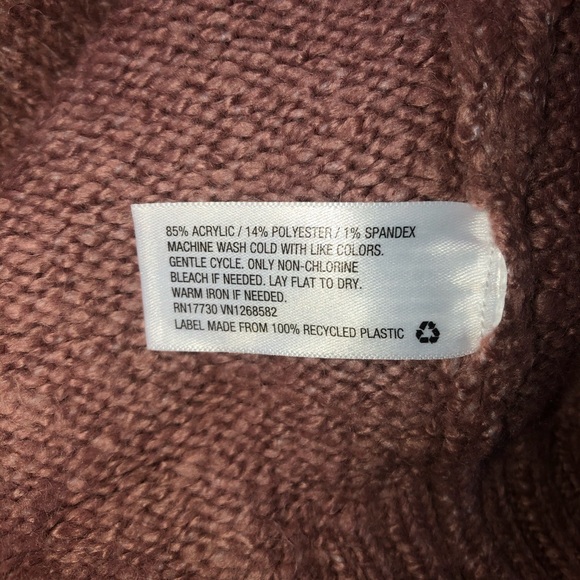 85% ACRYLIC / 14% POLYESTER / 1% SPANDEX
MACHINE WASH COLD WITH LIKE COLORS.
GENTLE CYCLE. ONLY NON-CHLORINE
BLEACH IF NEEDED. LAY FLAT TO DRY.
WARM IRON IF NEEDED.
RN17730 VN1268582
LABEL MADE FROM 100% RECYCLED PLASTIC